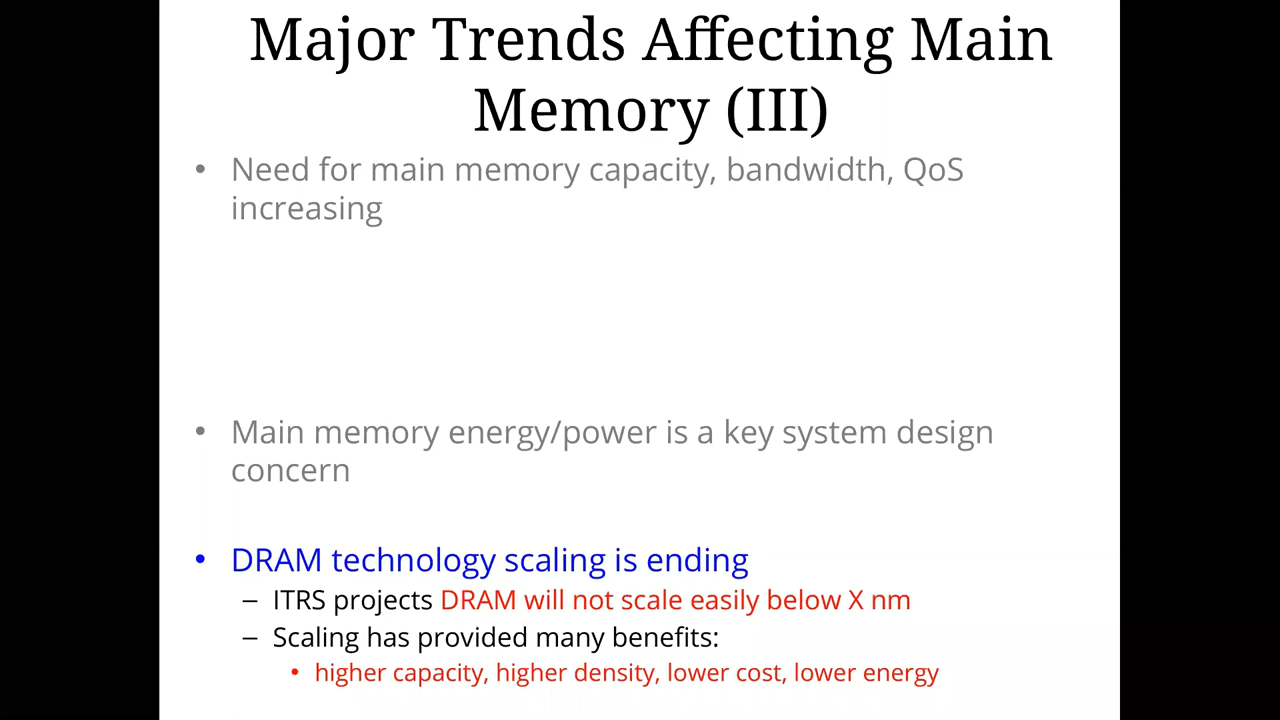 Major Trends Affecting Main
Memory (III)
• Need for main memory capacity, bandwidth, QoS
increasing
• Main memory energy/power is a key system design
concern
• DRAM technology scaling is ending
– ITRS projects DRAM will not scale easily below X nm
– Scaling has provided many benefits:
• higher capacity, higher density, lower cost, lower energy